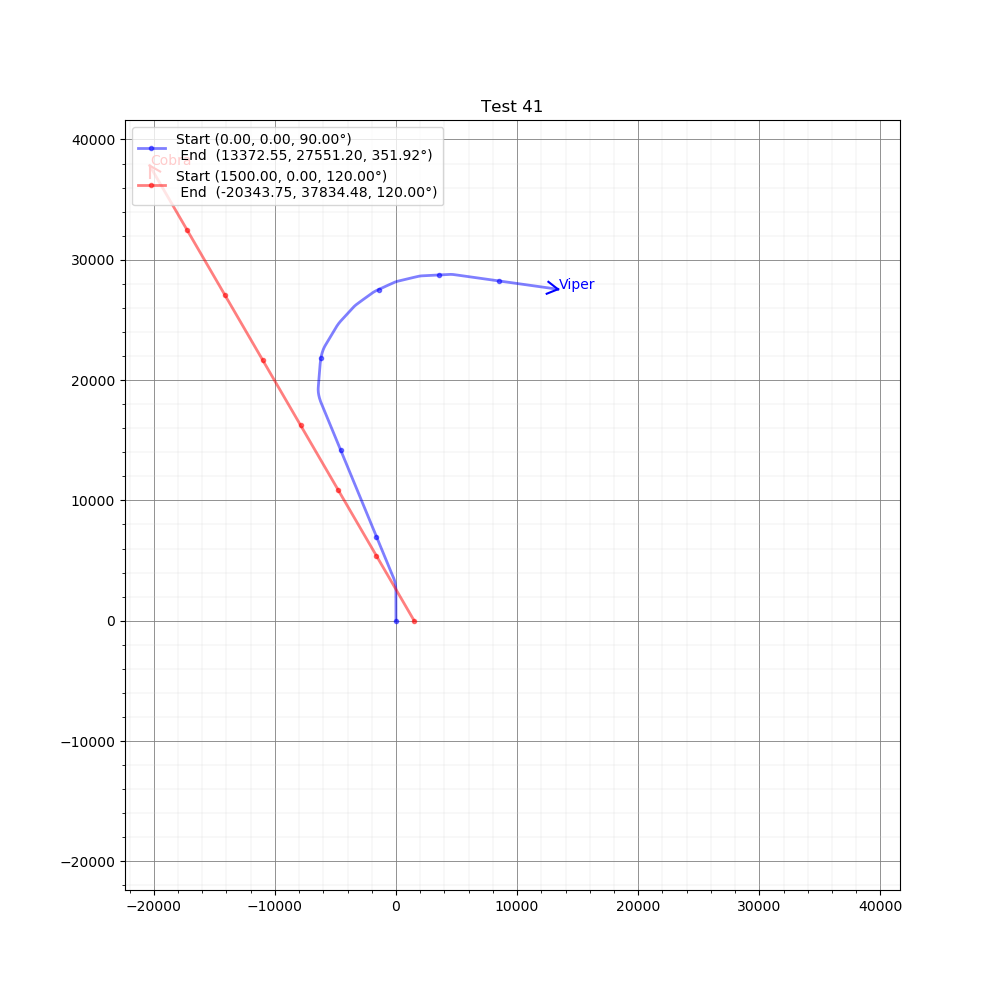 Test 41
Start (0.00, 0.00, 90.00°)
End (13372.55, 27551.20, 351.92°)
Start (1500.00, 0.00, 120.00°)
End (-20343.75, 37834.48, 120.00°)
Cobra
Viper
40000
30000
20000
10000
0
−10000
−20000
−20000 −10000 0 10000 20000 30000 40000